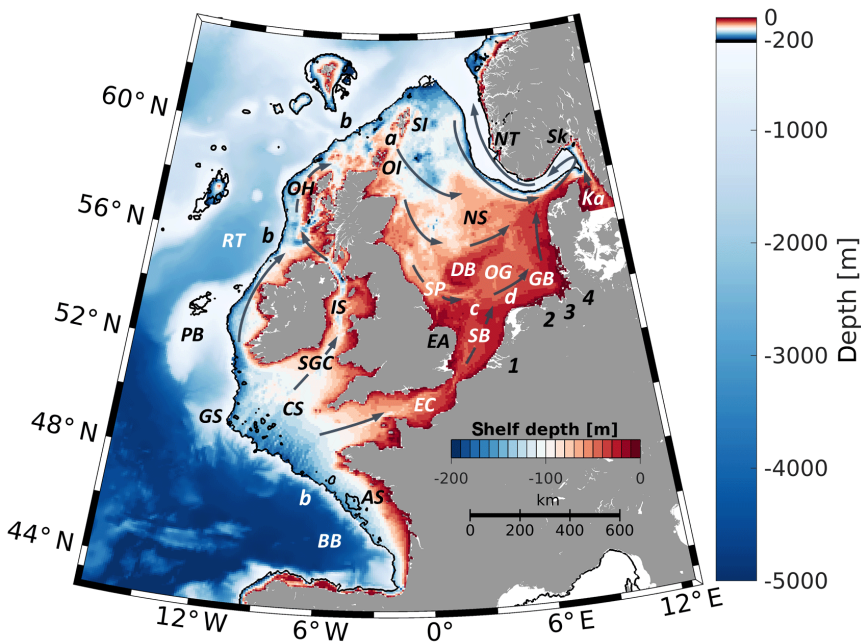 0
-200
-1000
-2000
-3000
-4000
-5000
Depth [m]
60° N
56° N
52° N
48° N
44° N
12° W
6° W
0°
6° E
12° E
b
SI
a
OI
NT
Sk
OH
Ka
NS
RT
b
DB
OG
GB
SP
IS
c
d
4
3
2
PB
EA
SB
1
SGC
GS
CS
EC
Shelf depth [m]
-200
-100
0
km
0
200
400
600
b
AS
BB